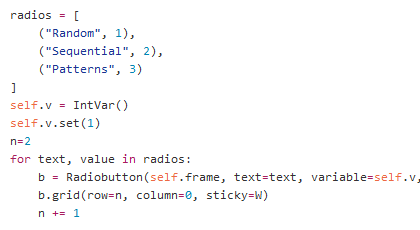 radios = [
    ("Random", 1),
    ("Sequential", 2),
    ("Patterns", 3)
]
self.v = IntVar()
self.v.set(1)
n=2
for text, value in radios:
    b = Radiobutton(self.frame, text=text, variable=self.v,
    b.grid(row=n, column=0, sticky=W)
    n += 1